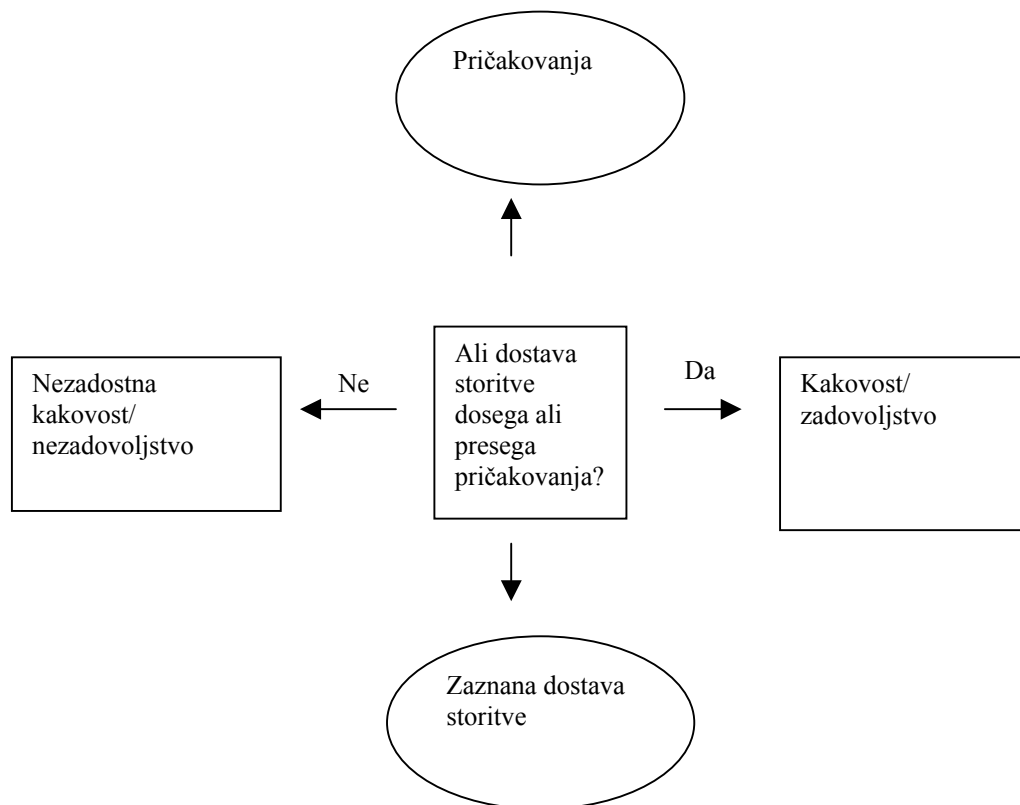 Pričakovanja
Nezadostna
kakovost/
nezadovoljstvo
Ne
Ali dostava
storitve
dosega ali
presega
pričakovanja?
Da
Kakovost/
zadovoljstvo
Zaznana dostava
storitve